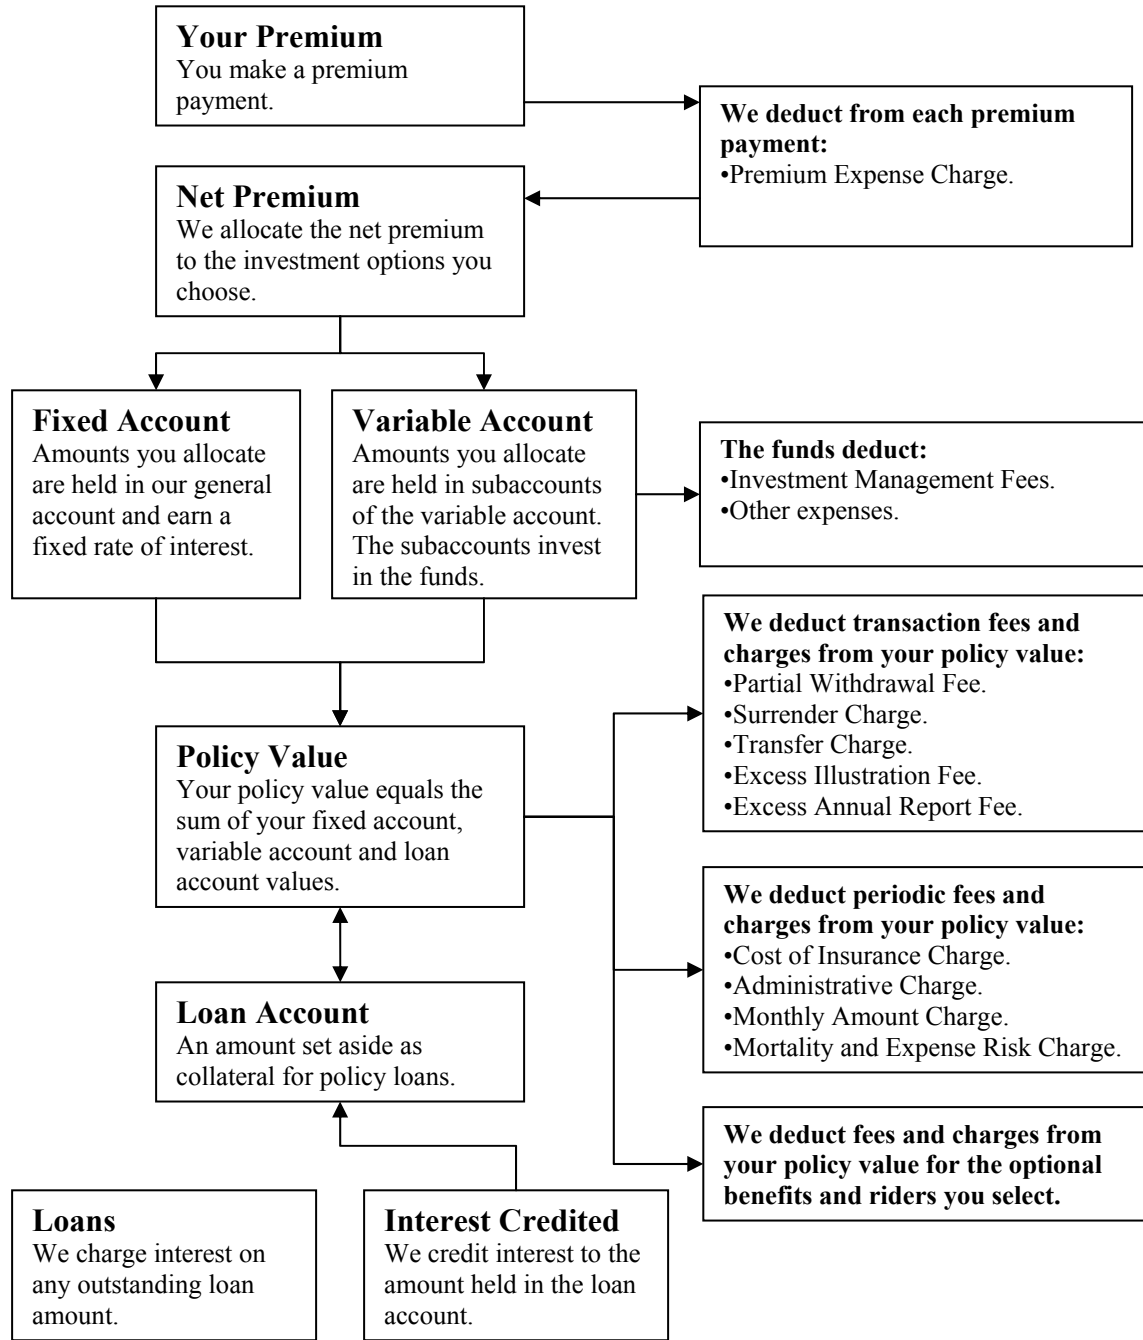 Your Premium
You make a premium
payment.
We deduct from each premium
payment:
•Premium Expense Charge.
Net Premium
We allocate the net premium
to the investment options you
choose.
Fixed Account
Amounts you allocate
are held in our general
account and earn a
fixed rate of interest.
Variable Account
Amounts you allocate
are held in subaccounts
of the variable account.
The subaccounts invest
in the funds.
The funds deduct:
•Investment Management Fees.
•Other expenses.
We deduct transaction fees and
charges from your policy value:
•Partial Withdrawal Fee.
•Surrender Charge.
•Transfer Charge.
•Excess Illustration Fee.
•Excess Annual Report Fee.
Policy Value
Your policy value equals the
sum of your fixed account,
variable account and loan
account values.
We deduct periodic fees and
charges from your policy value:
•Cost of Insurance Charge.
•Administrative Charge.
•Monthly Amount Charge.
•Mortality and Expense Risk Charge.
Loan Account
An amount set aside as
collateral for policy loans.
We deduct fees and charges from
your policy value for the optional
benefits and riders you select.
Loans
We charge interest on
any outstanding loan
amount.
Interest Credited
We credit interest to the
amount held in the loan
account.